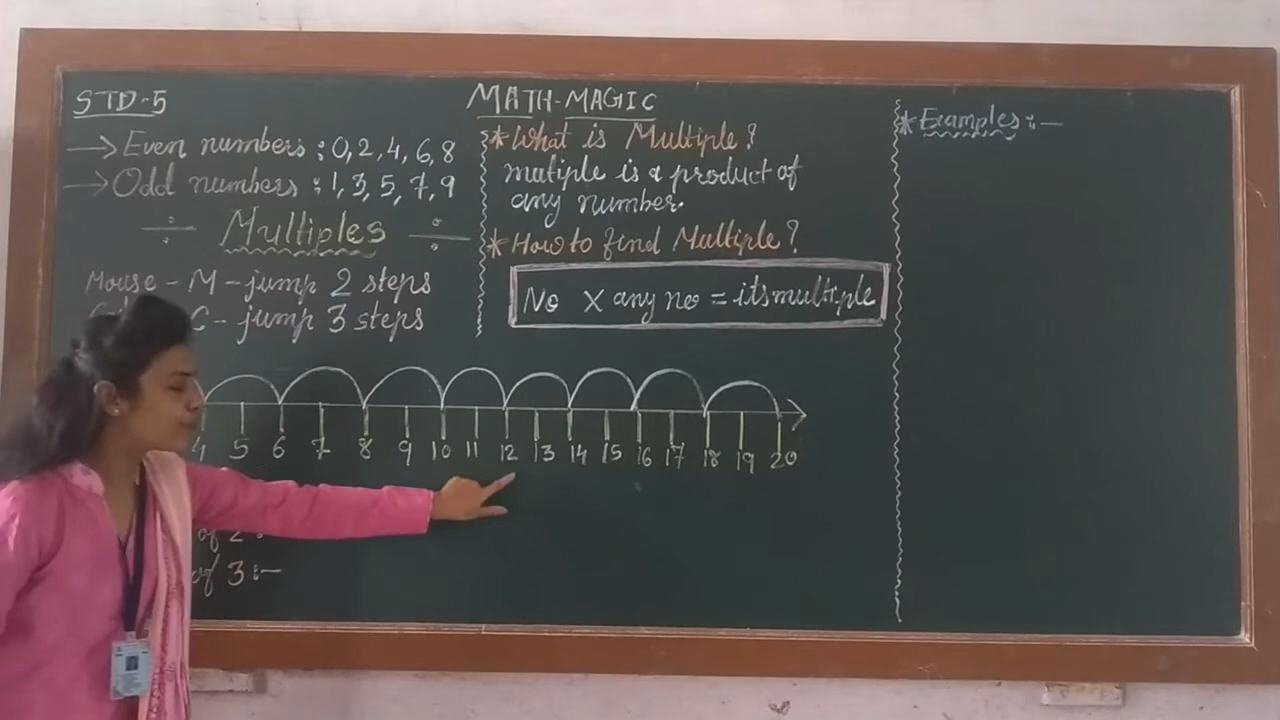 STD-5
MATH-MAGIC
→ Even numbers : 0, 2, 4, 6, 8
→ Odd numbers : 1, 3, 5, 7, 9
÷ Multiples ÷
Mouse - M - jump 2 steps
C - jump 3 steps
* What is Multiple?
mutiple is a product of
any number.
* How to find Multiple?
No X any no = its multiple
* Examples :-
4 5 6 7 8 9 10 11 12 13 14 15 16 17 18 19 20
of 2 :
of 3 :-